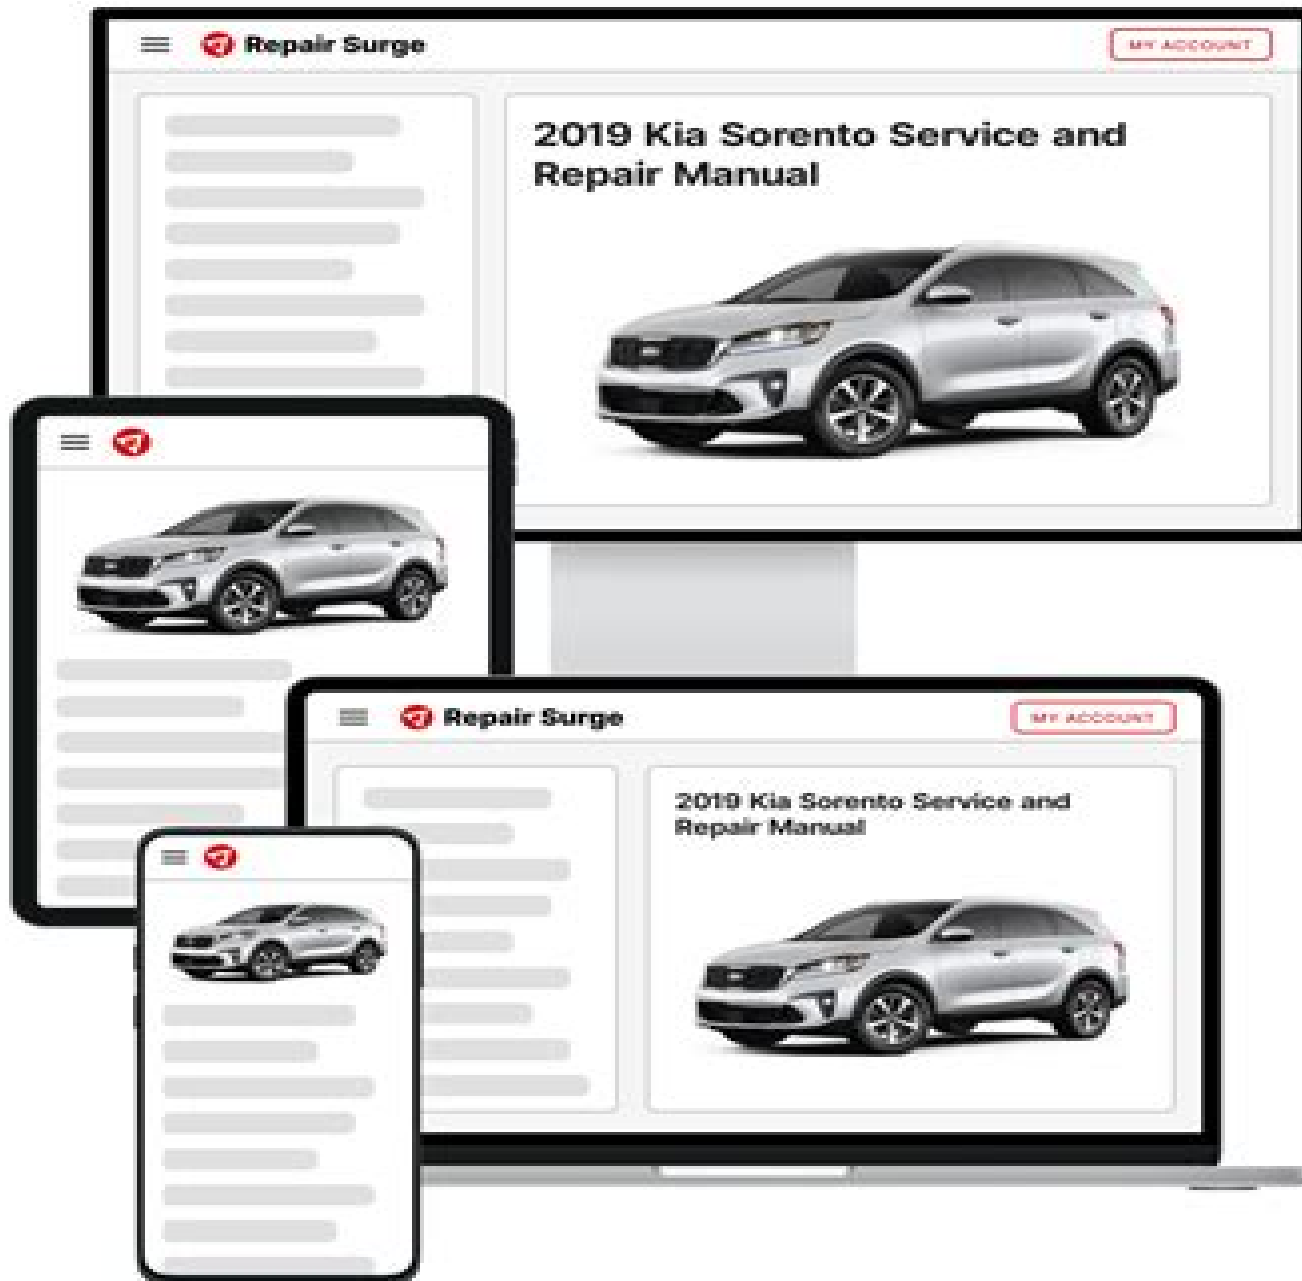 Repair Surge
MY ACCOUNT
2019 Kia Sorento Service and
Repair Manual
Repair Surge
MY ACCOUNT
2019 Kia Sorento Service and
Repair Manual